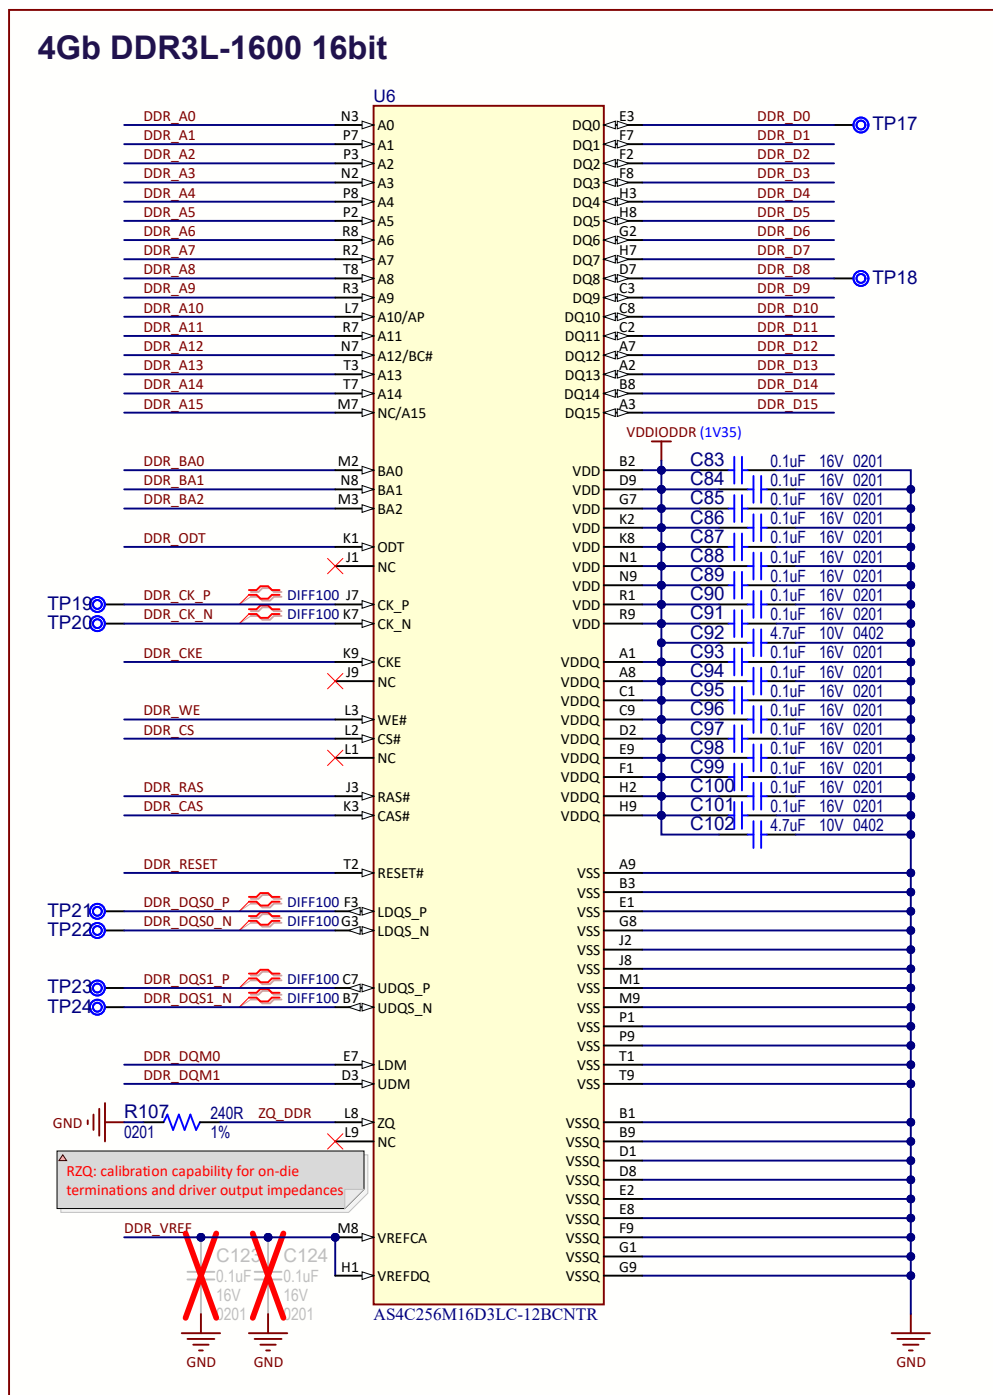 4Gb DDR3L-1600 16bit
U6
DDR_A0 N3 A0 DQ0 E3 DDR_D0 TP17
DDR_A1 P7 A1 DQ1 F7 DDR_D1
DDR_A2 P3 A2 DQ2 F2 DDR_D2
DDR_A3 N2 A3 DQ3 F8 DDR_D3
DDR_A4 P8 A4 DQ4 H3 DDR_D4
DDR_A5 P2 A5 DQ5 H8 DDR_D5
DDR_A6 R8 A6 DQ6 G2 DDR_D6
DDR_A7 R2 A7 DQ7 H7 DDR_D7
DDR_A8 T8 A8 DQ8 D7 DDR_D8 TP18
DDR_A9 R3 A9 DQ9 C3 DDR_D9
DDR_A10 L7 A10/AP DQ10 C8 DDR_D10
DDR_A11 R7 A11 DQ11 C2 DDR_D11
DDR_A12 N7 A12/BC# DQ12 A7 DDR_D12
DDR_A13 T3 A13 DQ13 A2 DDR_D13
DDR_A14 T7 A14 DQ14 B8 DDR_D14
DDR_A15 M7 NC/A15 DQ15 A3 DDR_D15
VDDIODDR (1V35)
DDR_BA0 M2 BA0 VDD B2 C83 0.1uF 16V 0201
DDR_BA1 N8 BA1 VDD D9 C84 0.1uF 16V 0201
DDR_BA2 M3 BA2 VDD G7 C85 0.1uF 16V 0201
VDD K2 C86 0.1uF 16V 0201
DDR_ODT K1 ODT VDD K8 C87 0.1uF 16V 0201
J1 NC VDD N1 C88 0.1uF 16V 0201
VDD N9 C89 0.1uF 16V 0201
TP19 DDR_CK_P DIFF100 J7 CK_P VDD R1 C90 0.1uF 16V 0201
TP20 DDR_CK_N DIFF100 K7 CK_N VDD R9 C91 0.1uF 16V 0201
C92 4.7uF 10V 0402
DDR_CKE K9 CKE VDDQ A1 C93 0.1uF 16V 0201
J9 NC VDDQ A8 C94 0.1uF 16V 0201
VDDQ C1 C95 0.1uF 16V 0201
DDR_WE L3 WE# VDDQ C9 C96 0.1uF 16V 0201
DDR_CS L2 CS# VDDQ D2 C97 0.1uF 16V 0201
L1 NC VDDQ E9 C98 0.1uF 16V 0201
VDDQ F1 C99 0.1uF 16V 0201
DDR_RAS J3 RAS# VDDQ H2 C100 0.1uF 16V 0201
DDR_CAS K3 CAS# VDDQ H9 C101 0.1uF 16V 0201
C102 4.7uF 10V 0402
DDR_RESET T2 RESET# VSS A9
VSS B3
TP21 DDR_DQS0_P DIFF100 F3 LDQS_P VSS E1
TP22 DDR_DQS0_N DIFF100 G3 LDQS_N VSS G8
VSS J2
VSS J8
TP23 DDR_DQS1_P DIFF100 C7 UDQS_P VSS M1
TP24 DDR_DQS1_N DIFF100 B7 UDQS_N VSS M9
VSS P1
VSS P9
DDR_DQM0 E7 LDM VSS T1
DDR_DQM1 D3 UDM VSS T9
GND R107 240R ZQ_DDR L8 ZQ VSSQ B1
0201 1% L9 NC VSSQ B9
VSSQ D1
RZQ: calibration capability for on-die
terminations and driver output impedances
VSSQ D8
VSSQ E2
VSSQ E8
DDR_VREF M8 VREFCA VSSQ F9
C123 C124 VSSQ G1
0.1uF 0.1uF H1 VREFDQ VSSQ G9
16V 16V
0201 0201
AS4C256M16D3LC-12BCNTR
GND GND GND